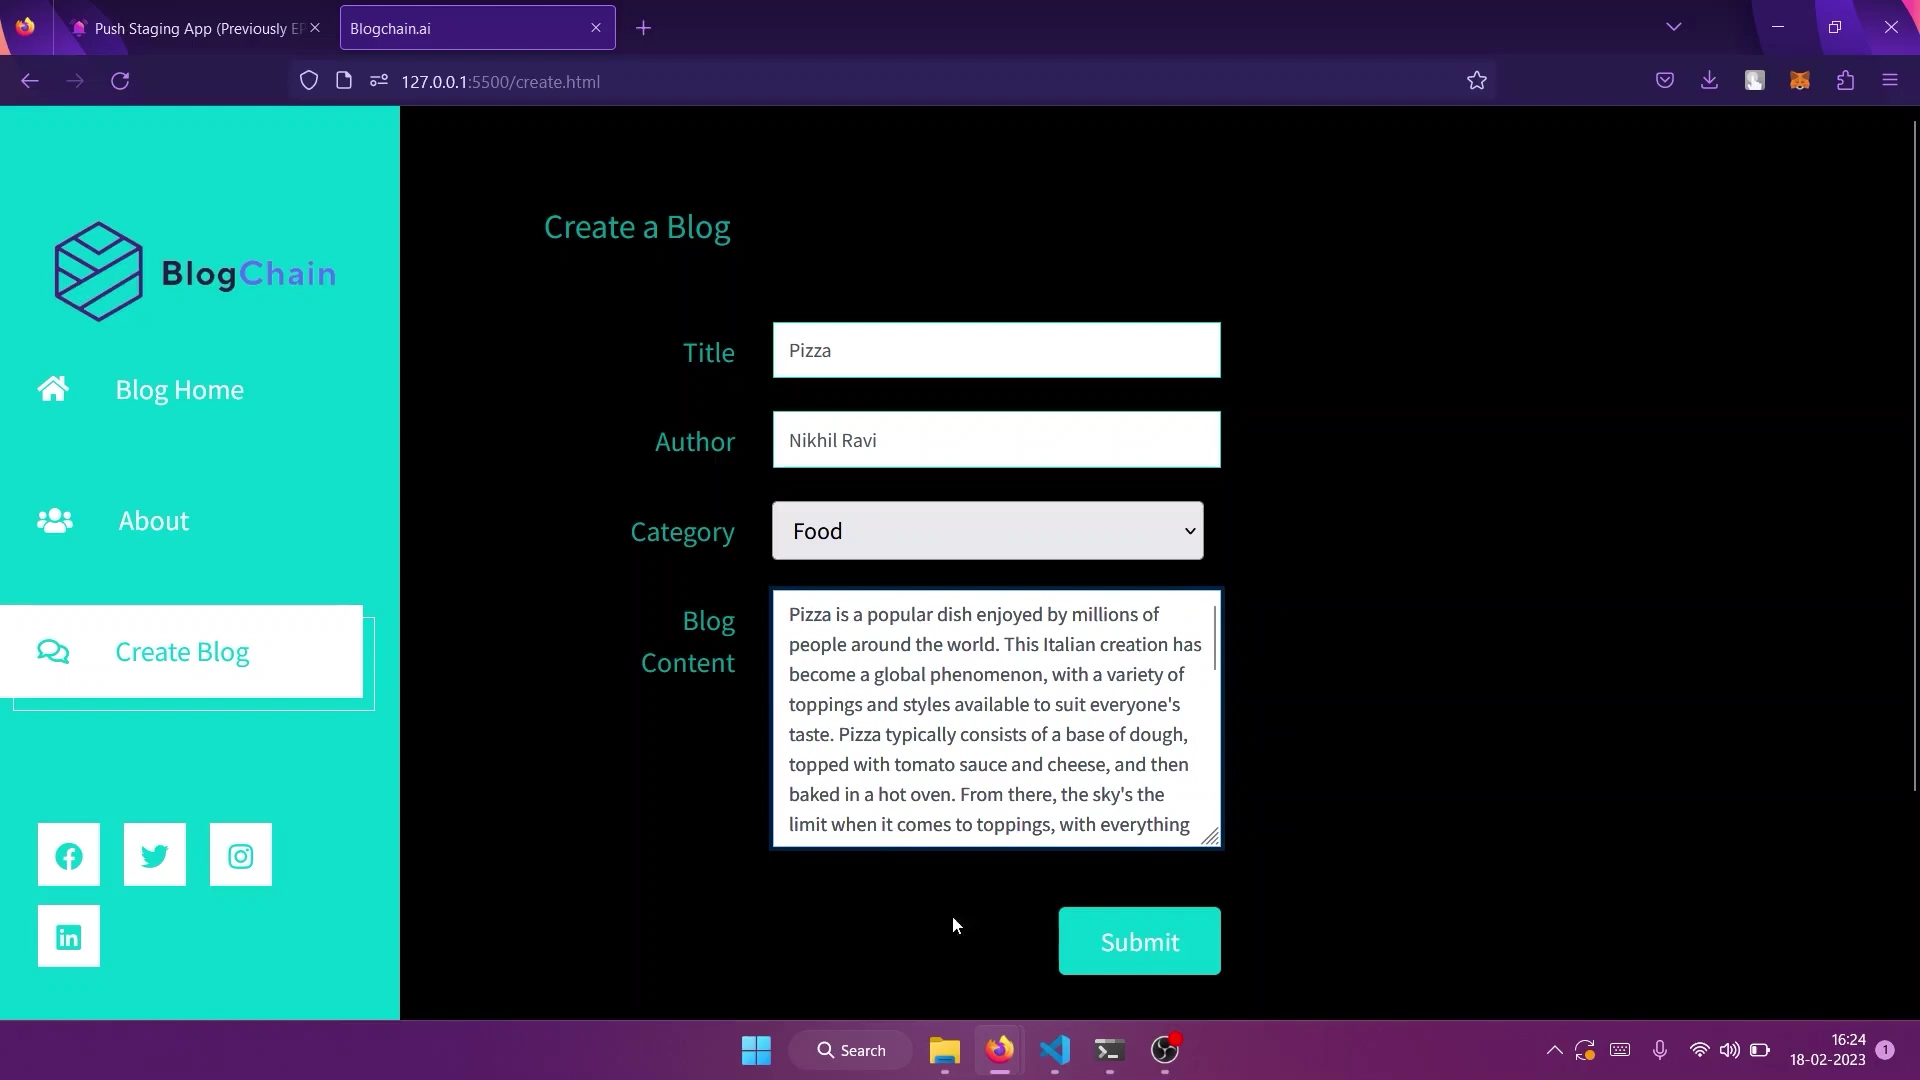 Push Staging App (Previously EP
Blogchain.ai
127.0.0.1:5500/create.html
BlogChain
Blog Home
About
Create Blog
Create a Blog
Title
Pizza
Author
Nikhil Ravi
Category
Food
Blog
Content
Pizza is a popular dish enjoyed by millions of
people around the world. This Italian creation has
become a global phenomenon, with a variety of
toppings and styles available to suit everyone's
taste. Pizza typically consists of a base of dough,
topped with tomato sauce and cheese, and then
baked in a hot oven. From there, the sky's the
limit when it comes to toppings, with everything
Submit
Search
16:24
18-02-2023
1